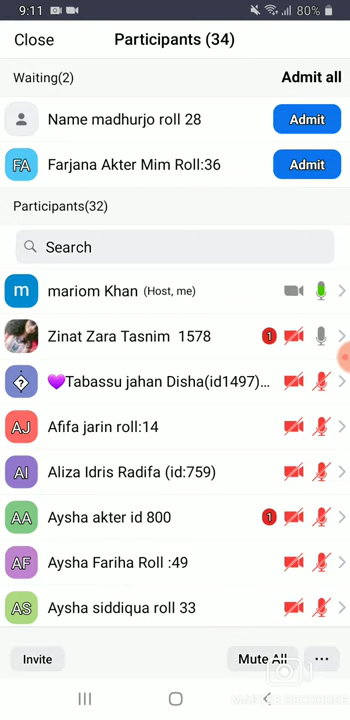 9:11 80%
Close Participants (34)
Waiting(2) Admit all
Name madhurjo roll 28 Admit
FA Farjana Akter Mim Roll:36 Admit
Participants(32)
Search
m mariom Khan (Host, me)
Zinat Zara Tasnim 1578 1
? 💜Tabassu jahan Disha(id1497)...
AJ Afifa jarin roll:14
AI Aliza Idris Radifa (id:759)
AA Aysha akter id 800 1
AF Aysha Fariha Roll :49
AS Aysha siddiqua roll 33
Invite Mute All ...
MASTER RECORDER